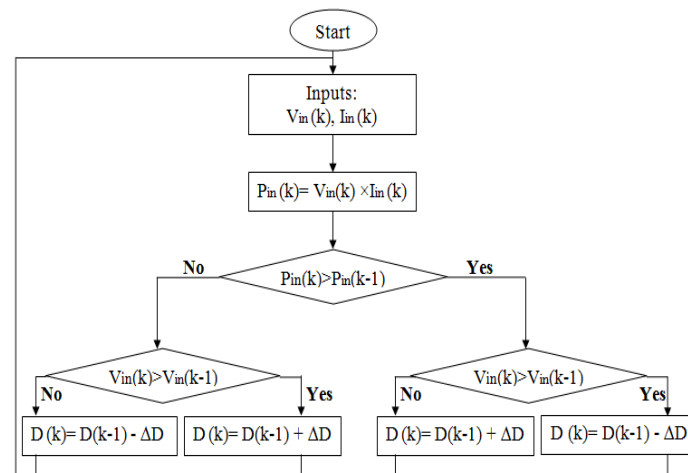 Start
Inputs:
Vin (k), Iin (k)
Pin (k)= Vin(k) ×Iin(k)
No
Yes
Pin(k)>Pin(k-1)
Vin(k)>Vin(k-1)
Vin(k)>Vin(k-1)
No
Yes
No
Yes
D (k)= D(k-1) - ΔD
D (k)= D(k-1) + ΔD
D (k)= D(k-1) + ΔD
D (k)= D(k-1) - ΔD